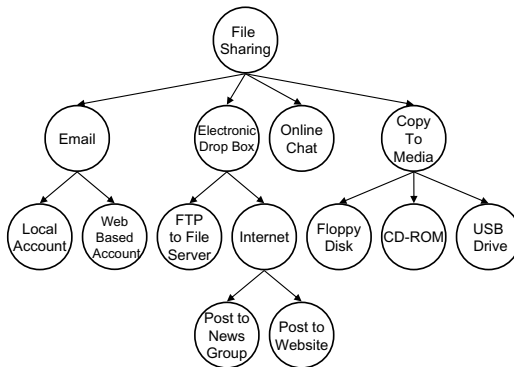 File
Sharing
Email
Electronic
Drop Box
Online
Chat
Copy
To
Media
Local
Account
Web
Based
Account
FTP
to File
Server
Internet
Floppy
Disk
CD-ROM
USB
Drive
Post to
News
Group
Post to
Website